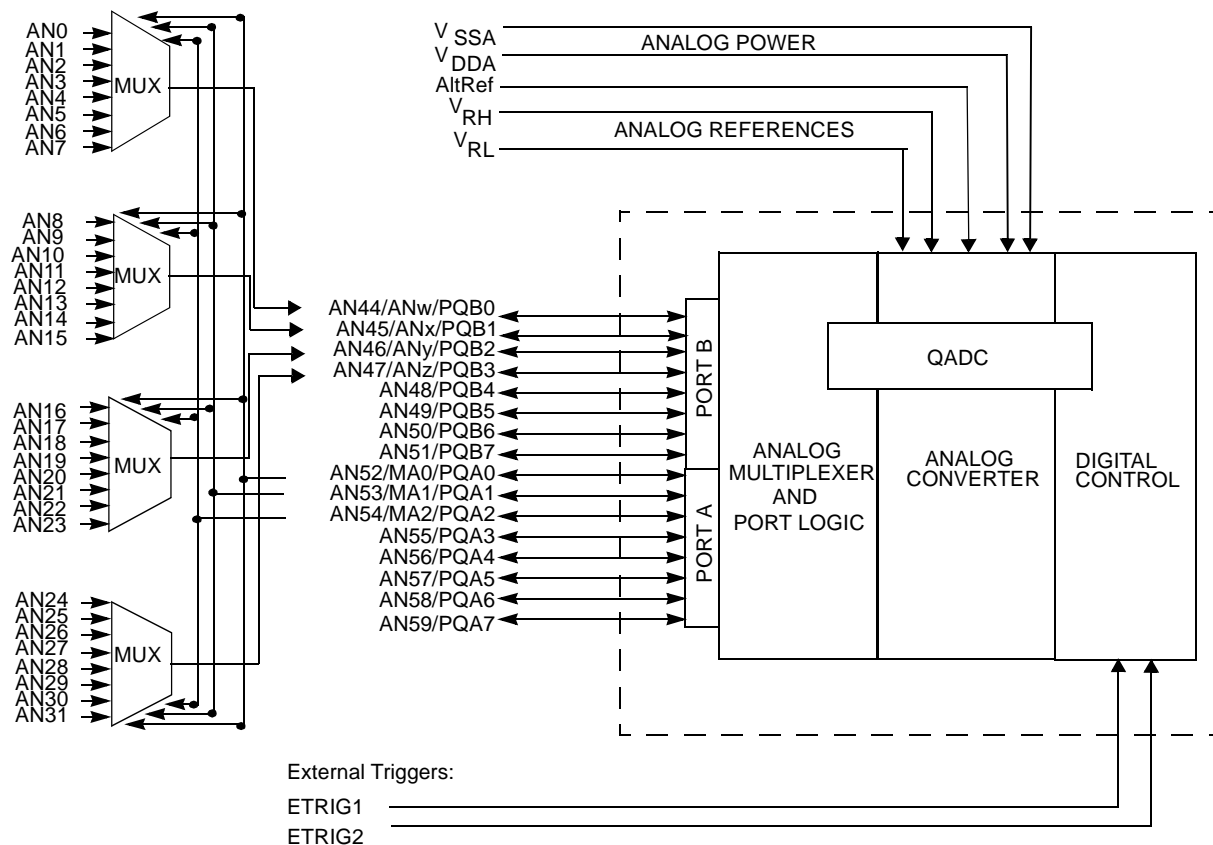 AN0
AN1
AN2
AN3
AN4
AN5
AN6
AN7
MUX
AN8
AN9
AN10
AN11
AN12
AN13
AN14
AN15
MUX
AN16
AN17
AN18
AN19
AN20
AN21
AN22
AN23
MUX
AN24
AN25
AN26
AN27
AN28
AN29
AN30
AN31
MUX
VSSA
VDDA
ANALOG POWER
AltRef
VRH
VRL
ANALOG REFERENCES
AN44/ANw/PQB0
AN45/ANx/PQB1
AN46/ANy/PQB2
AN47/ANz/PQB3
AN48/PQB4
AN49/PQB5
AN50/PQB6
AN51/PQB7
AN52/MA0/PQA0
AN53/MA1/PQA1
AN54/MA2/PQA2
AN55/PQA3
AN56/PQA4
AN57/PQA5
AN58/PQA6
AN59/PQA7
PORT B
PORT A
QADC
ANALOG
MULTIPLEXER
AND
PORT LOGIC
ANALOG
CONVERTER
DIGITAL
CONTROL
External Triggers:
ETRIG1
ETRIG2